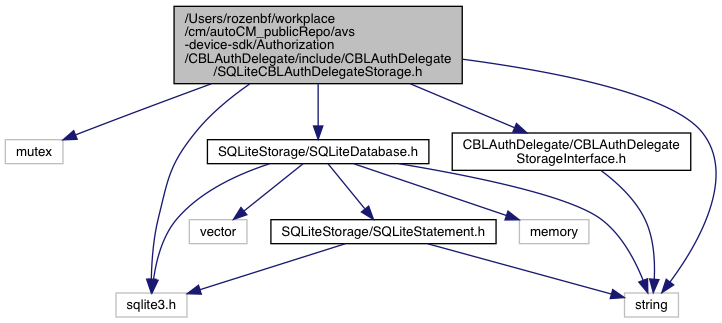 /Users/rozenbf/workplace
/cm/autoCM_publicRepo/avs
-device-sdk/Authorization
/CBLAuthDelegate/include/CBLAuthDelegate
/SQLiteCBLAuthDelegateStorage.h
mutex
SQLiteStorage/SQLiteDatabase.h
CBLAuthDelegate/CBLAuthDelegate
StorageInterface.h
vector
SQLiteStorage/SQLiteStatement.h
memory
sqlite3.h
string